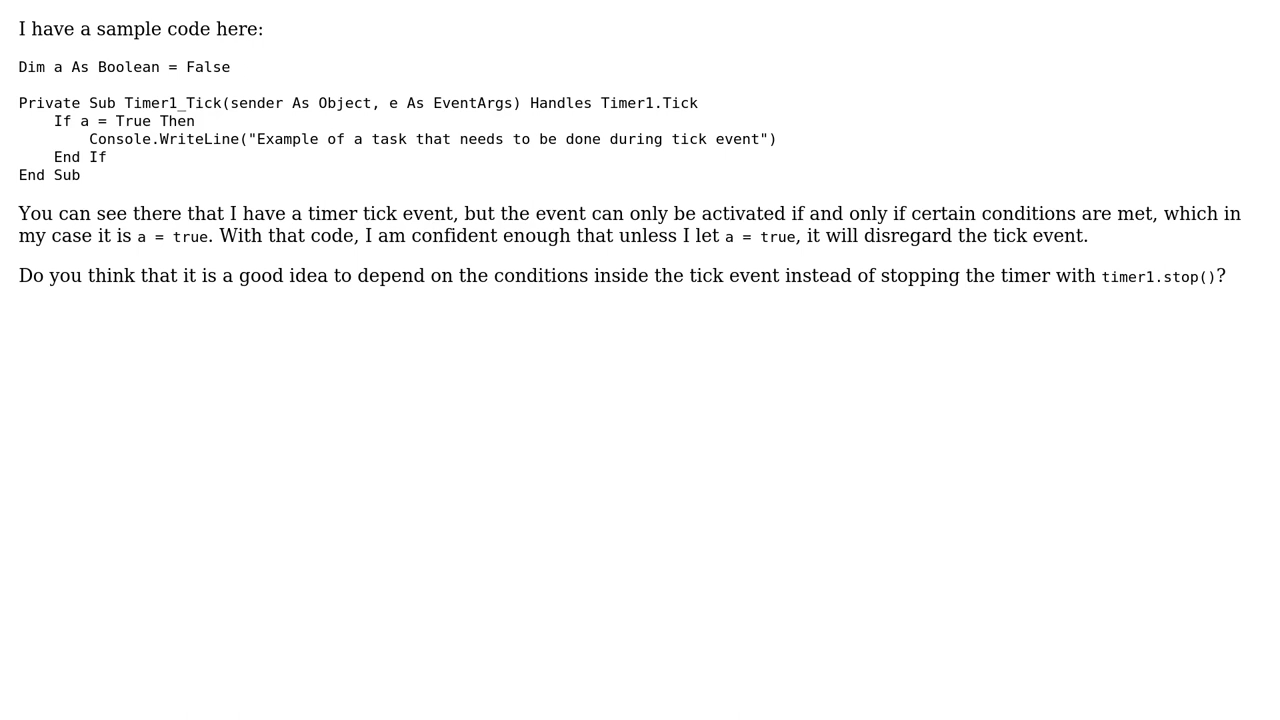 I have a sample code here:
Dim a As Boolean = False
Private Sub Timer1_Tick(sender As Object, e As EventArgs) Handles Timer1.Tick
    If a = True Then
        Console.WriteLine("Example of a task that needs to be done during tick event")
    End If
End Sub
You can see there that I have a timer tick event, but the event can only be activated if and only if certain conditions are met, which in
my case it is a = true. With that code, I am confident enough that unless I let a = true, it will disregard the tick event.
Do you think that it is a good idea to depend on the conditions inside the tick event instead of stopping the timer with timer1.stop()?